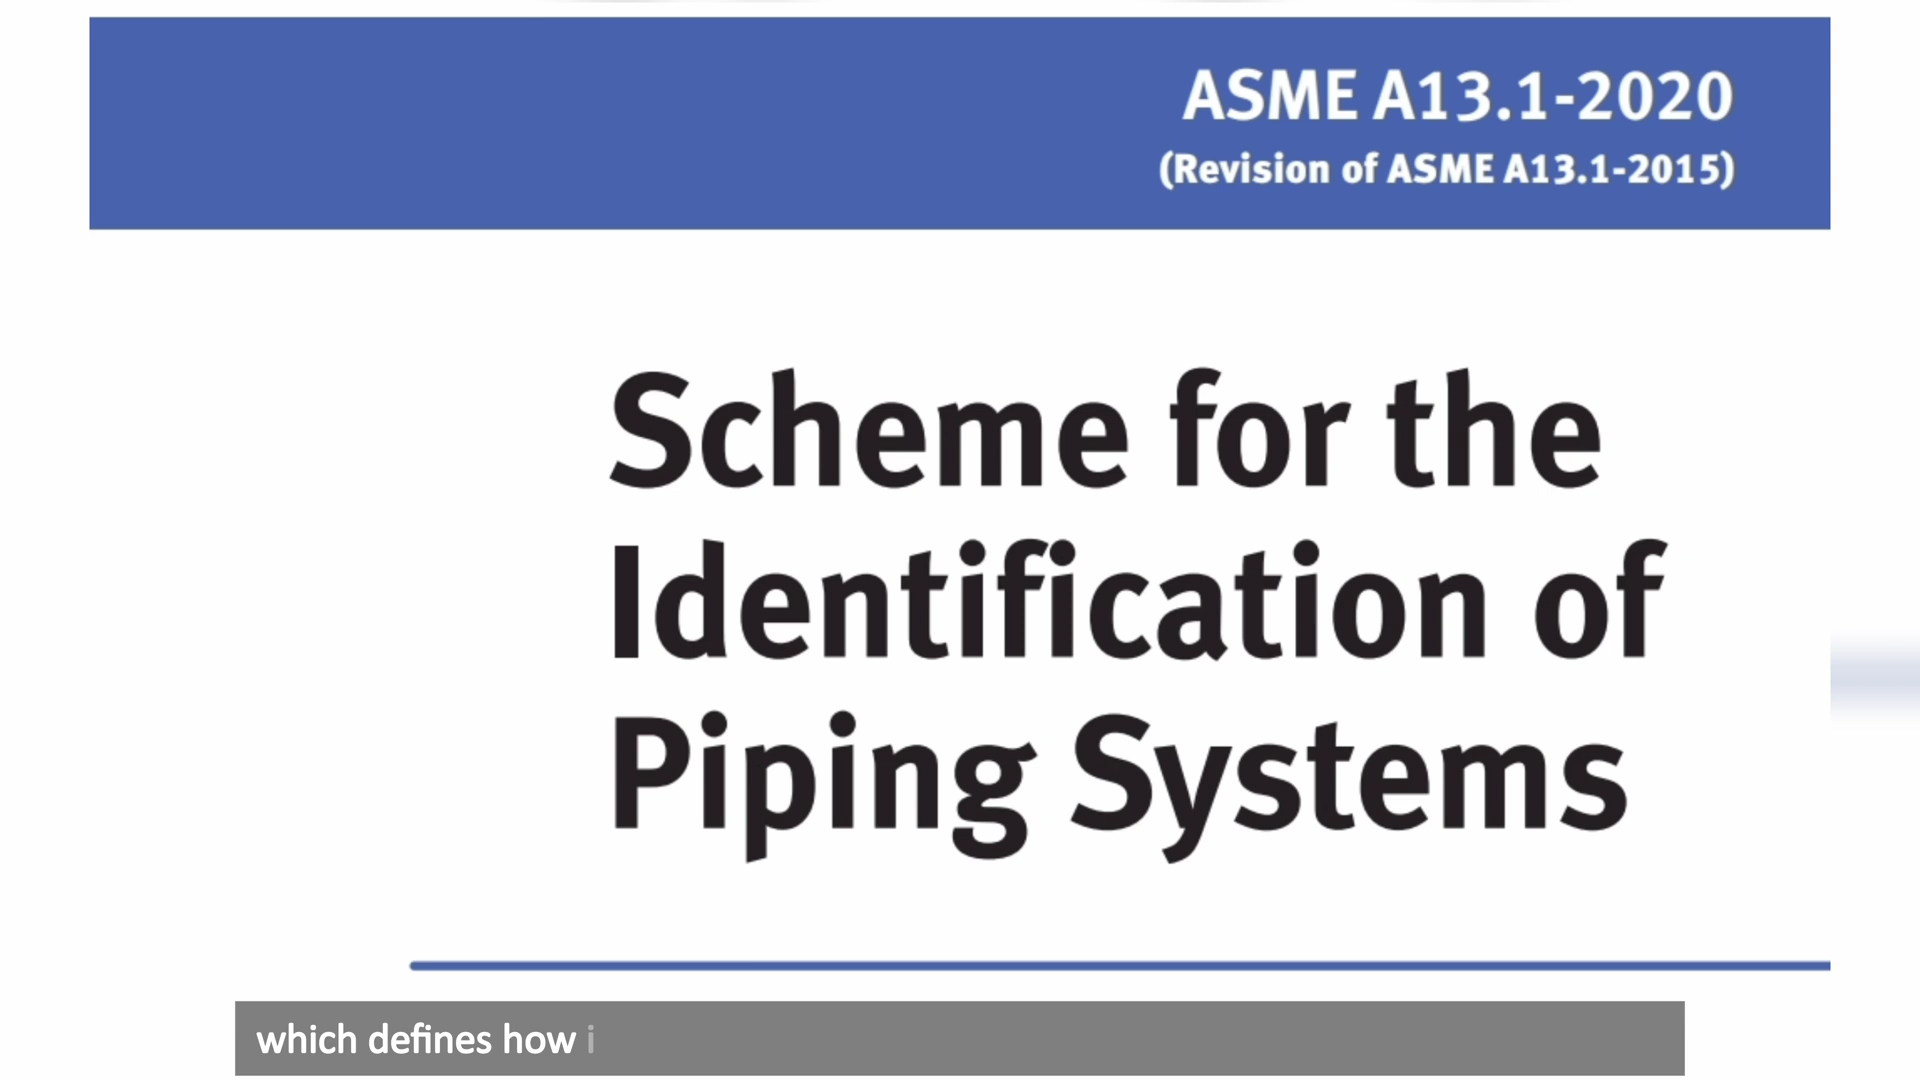 ASME A13.1-2020
(Revision of ASME A13.1-2015)
Scheme for the
Identification of
Piping Systems
which defines how i